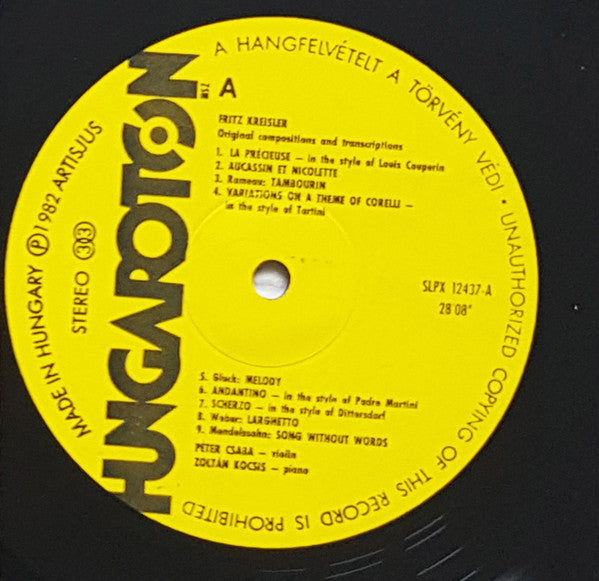 A HANGFELVÉTELT A TÖRVÉNY VÉDI • UNAUTHORIZED COPYING OF THIS RECORD IS PROHIBITED
MADE IN HUNGARY Ⓟ 1982 ARTISJUS
STEREO 33
HUNGAROTON
MSZ
A
FRITZ KREISLER
Original compositions and transcriptions
1. LA PRÉCIEUSE – in the style of Louis Couperin
2. AUCASSIN ET NICOLETTE
3. Rameau: TAMBOURIN
4. VARIATIONS ON A THEME OF CORELLI –
in the style of Tartini
SLPX 12437-A
28'08"
5. Gluck: MELODY
6. ANDANTINO – in the style of Padre Martini
7. SCHERZO – in the style of Dittersdorf
8. Weber: LARGHETTO
9. Mendelssohn: SONG WITHOUT WORDS
PÉTER CSABA – violin
ZOLTÁN KOCSIS – piano